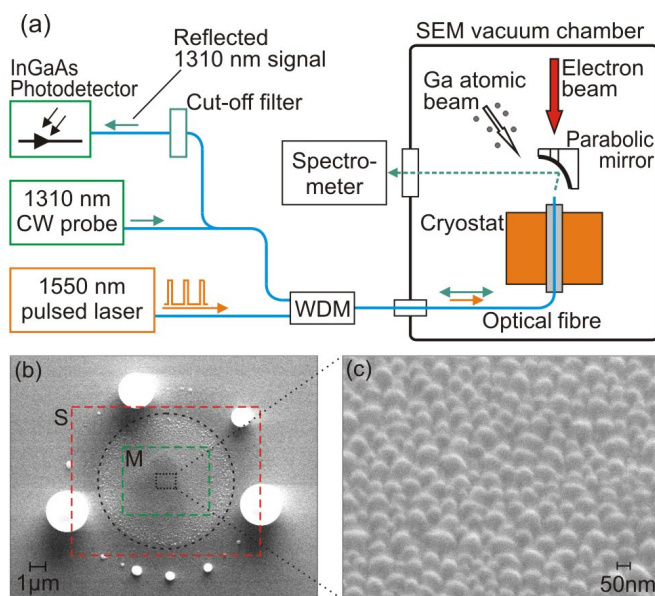 (a)
SEM vacuum chamber
Reflected
1310 nm signal
InGaAs
Photodetector
Cut-off filter
Ga atomic
beam
Electron
beam
Parabolic
mirror
Spectro-
meter
1310 nm
CW probe
Cryostat
1550 nm
pulsed laser
WDM
Optical fibre
(b)
S
M
1μm
(c)
50nm